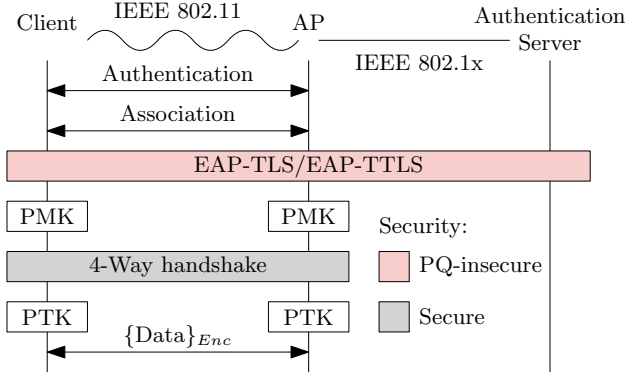 IEEE 802.11
Client
AP
Authentication
Server
IEEE 802.1x
Authentication
Association
EAP-TLS/EAP-TTLS
PMK
PMK
Security:
4-Way handshake
PQ-insecure
PTK
PTK
Secure
{Data}Enc